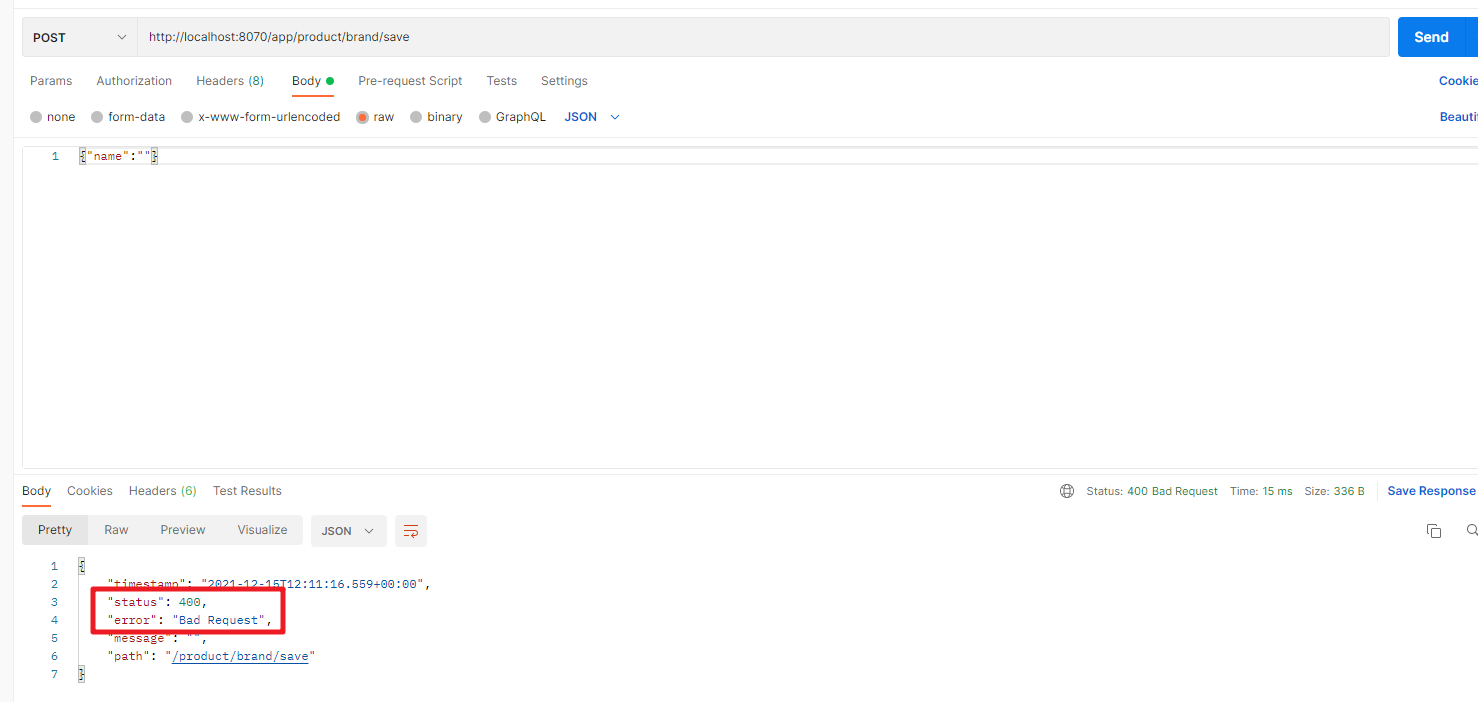 POST http://localhost:8070/app/product/brand/save Send
Params Authorization Headers (8) Body Pre-request Script Tests Settings Cookie
none form-data x-www-form-urlencoded raw binary GraphQL JSON Beauti
1 {"name":""}
Body Cookies Headers (6) Test Results Status: 400 Bad Request Time: 15 ms Size: 336 B Save Response
Pretty Raw Preview Visualize JSON
1 {
2 "timestamp": "2021-12-15T12:11:16.559+00:00",
3 "status": 400,
4 "error": "Bad Request",
5 "message": "",
6 "path": "/product/brand/save"
7 }